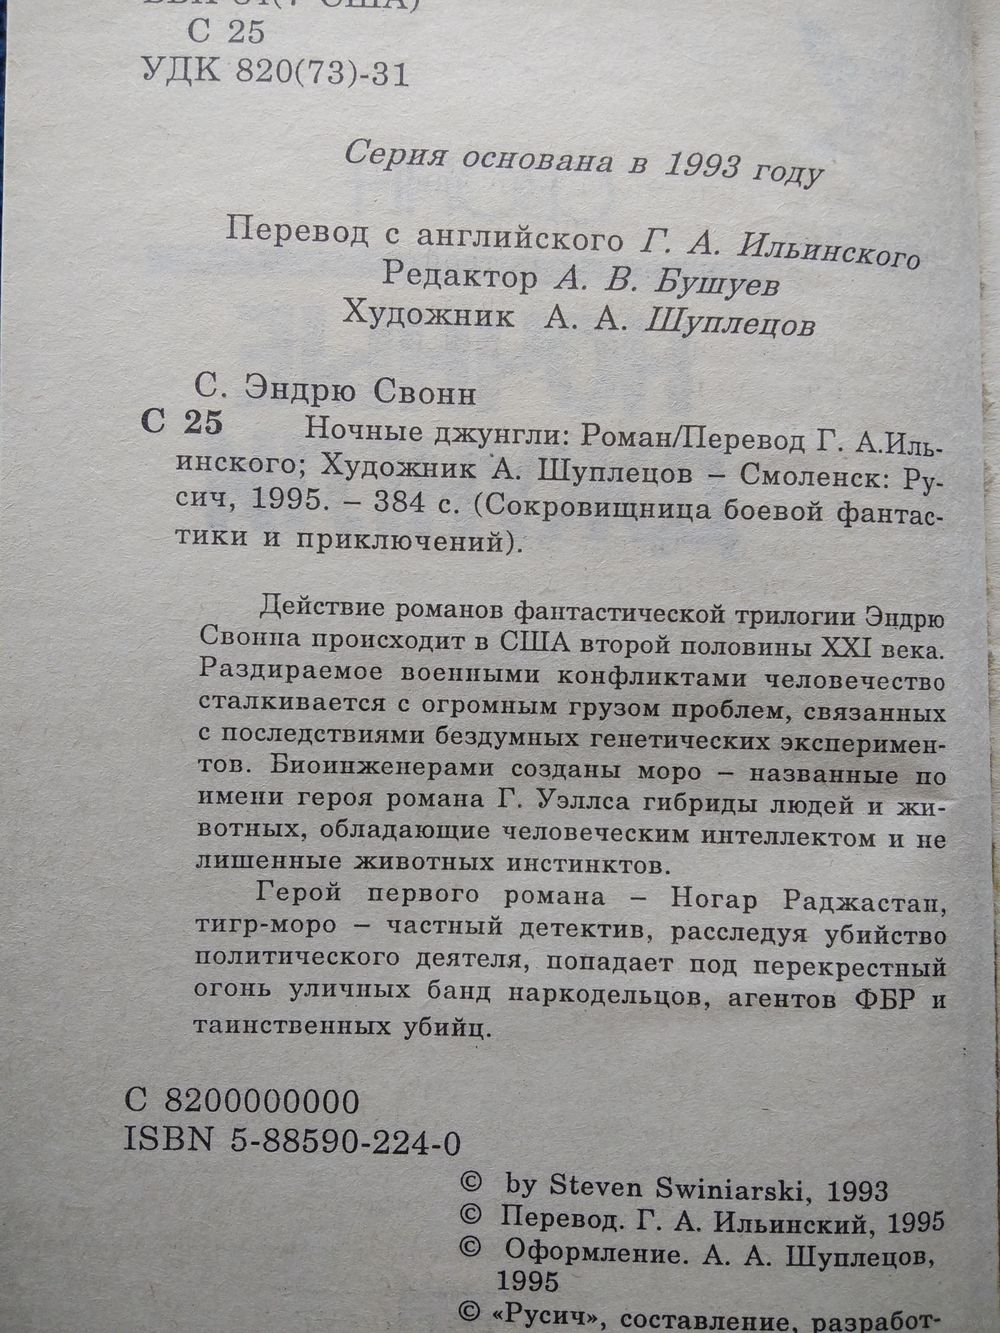 ББК 84(7 США)
С 25
УДК 820(73)-31
Серия основана в 1993 году
Перевод с английского Г. А. Ильинского
Редактор А. В. Бушуев
Художник А. А. Шуплецов
С. Эндрю Свонн
С 25 Ночные джунгли: Роман/Перевод Г. А.Иль-
инского; Художник А. Шуплецов – Смоленск: Ру-
сич, 1995. – 384 с. (Сокровищница боевой фантас-
тики и приключений).
Действие романов фантастической трилогии Эндрю
Свонна происходит в США второй половины XXI века.
Раздираемое военными конфликтами человечество
сталкивается с огромным грузом проблем, связанных
с последствиями бездумных генетических эксперимен-
тов. Биоинженерами созданы моро – названные по
имени героя романа Г. Уэллса гибриды людей и жи-
вотных, обладающие человеческим интеллектом и не
лишенные животных инстинктов.
Герой первого романа – Ногар Раджастан,
тигр-моро – частный детектив, расследуя убийство
политического деятеля, попадает под перекрестный
огонь уличных банд наркодельцов, агентов ФБР и
таинственных убийц.
С 8200000000
ISBN 5-88590-224-0
© by Steven Swiniarski, 1993
© Перевод. Г. А. Ильинский, 1995
© Оформление. А. А. Шуплецов,
1995
© «Русич», составление, разработ-